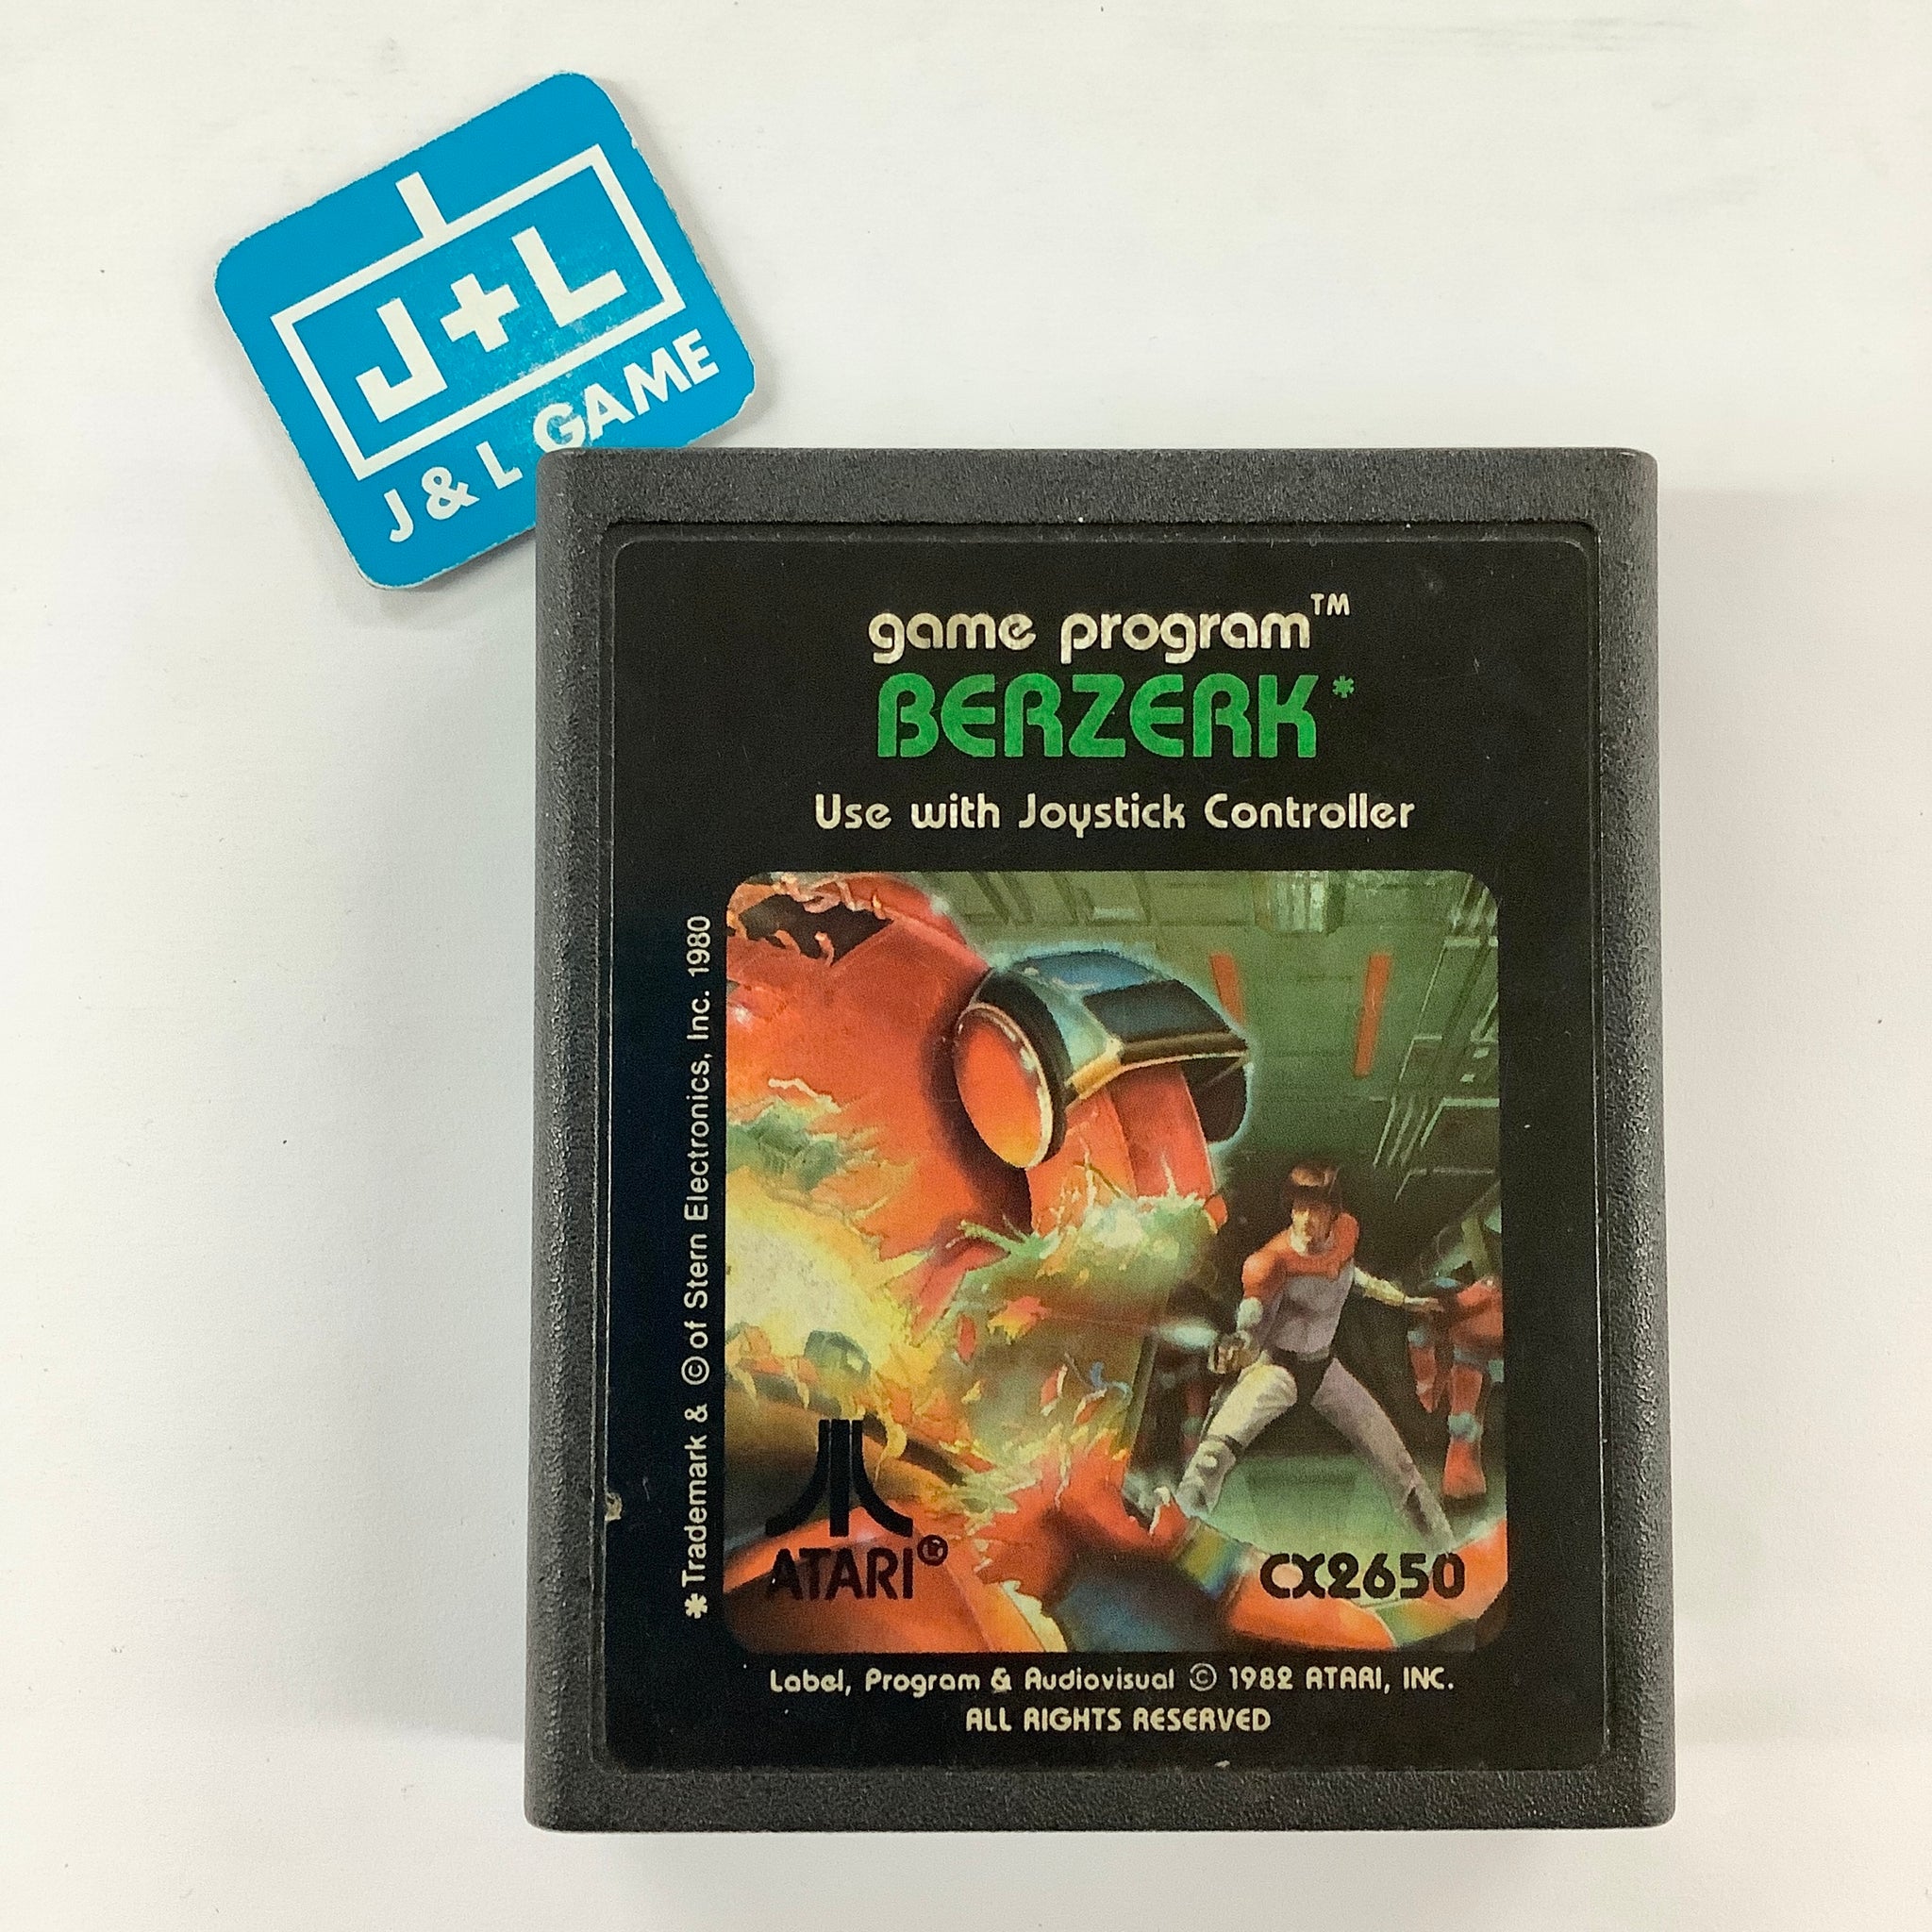 J+L
J & L GAME
game program™
BERZERK*
Use with Joystick Controller
*Trademark & © of Stern Electronics, Inc. 1980
ATARI®
CX2650
Label, Program & Audiovisual © 1982 ATARI, INC.
ALL RIGHTS RESERVED